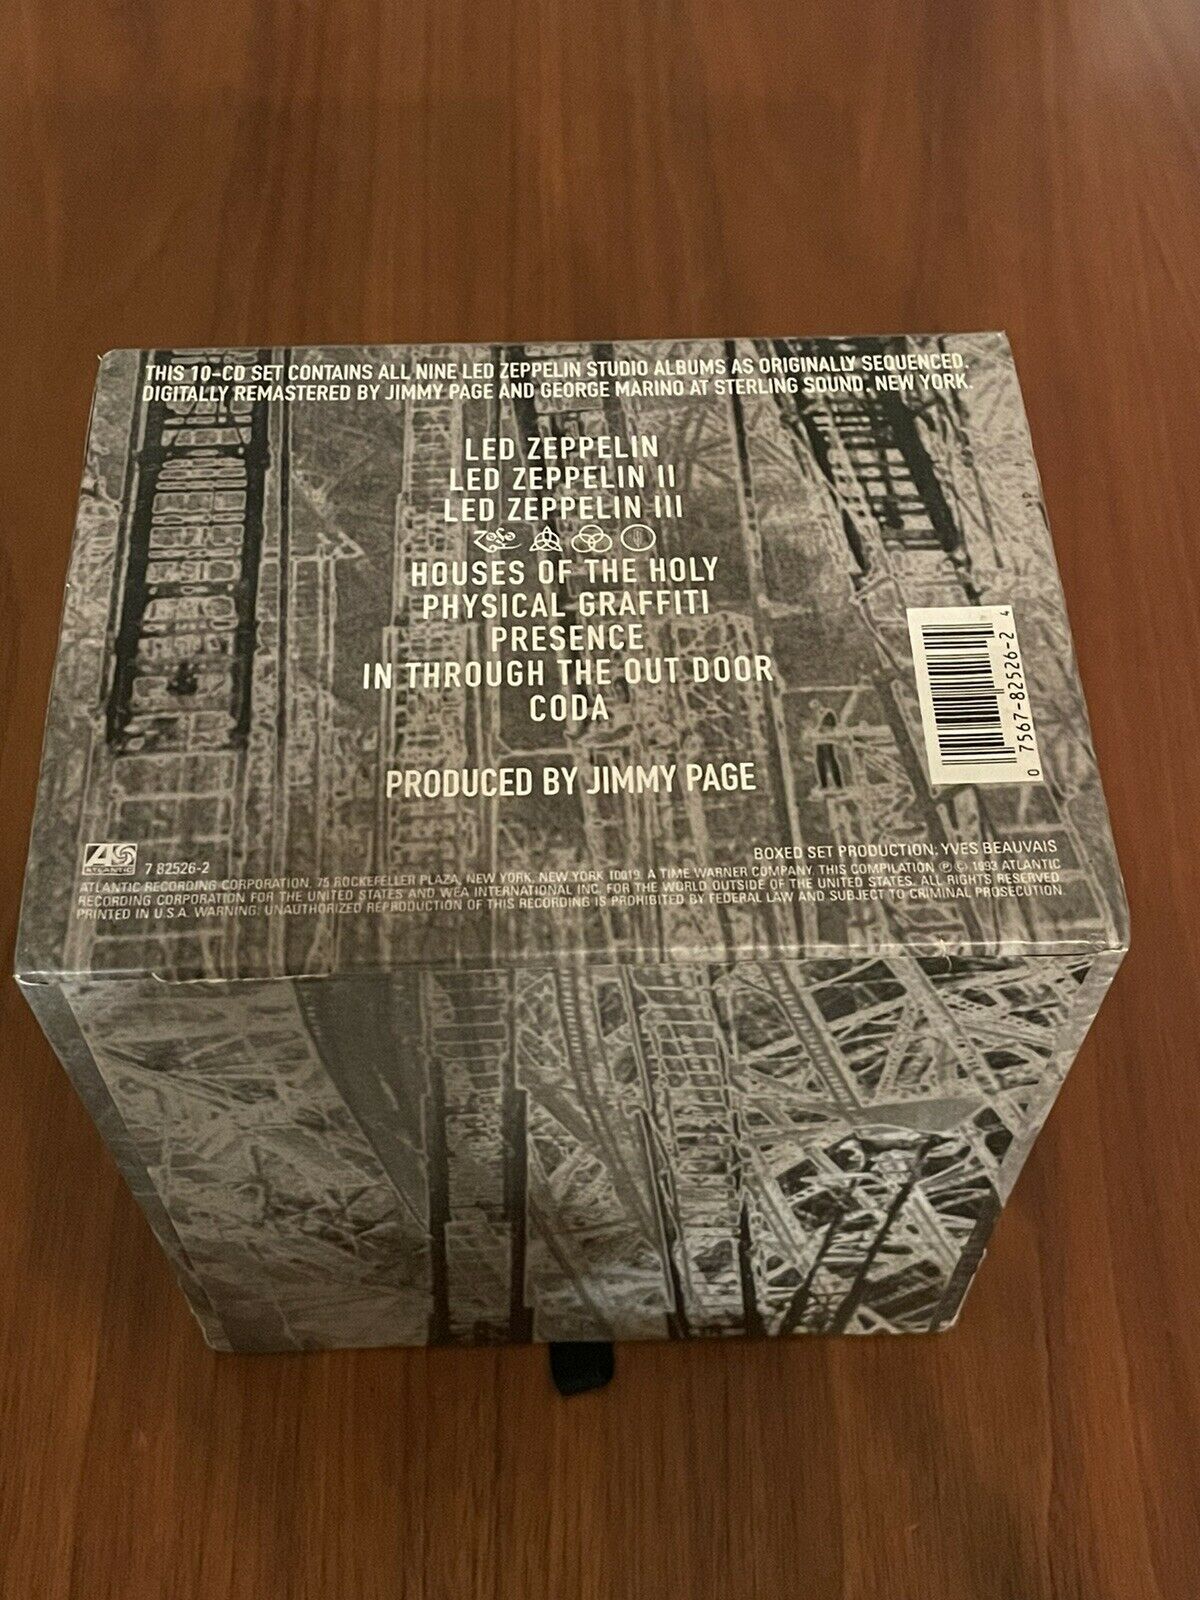 THIS 10-CD SET CONTAINS ALL NINE LED ZEPPELIN STUDIO ALBUMS AS ORIGINALLY SEQUENCED.
DIGITALLY REMASTERED BY JIMMY PAGE AND GEORGE MARINO AT STERLING SOUND, NEW YORK.
LED ZEPPELIN
LED ZEPPELIN II
LED ZEPPELIN III
HOUSES OF THE HOLY
PHYSICAL GRAFFITI
PRESENCE
IN THROUGH THE OUT DOOR
CODA
PRODUCED BY JIMMY PAGE
0 7567-82526-2 4
ATLANTIC
7 82526-2
BOXED SET PRODUCTION: YVES BEAUVAIS
ATLANTIC RECORDING CORPORATION, 75 ROCKEFELLER PLAZA, NEW YORK, NEW YORK 10019. A TIME WARNER COMPANY. THIS COMPILATION ℗ © 1993 ATLANTIC
RECORDING CORPORATION FOR THE UNITED STATES AND WEA INTERNATIONAL INC. FOR THE WORLD OUTSIDE OF THE UNITED STATES. ALL RIGHTS RESERVED.
PRINTED IN U.S.A. WARNING: UNAUTHORIZED REPRODUCTION OF THIS RECORDING IS PROHIBITED BY FEDERAL LAW AND SUBJECT TO CRIMINAL PROSECUTION.